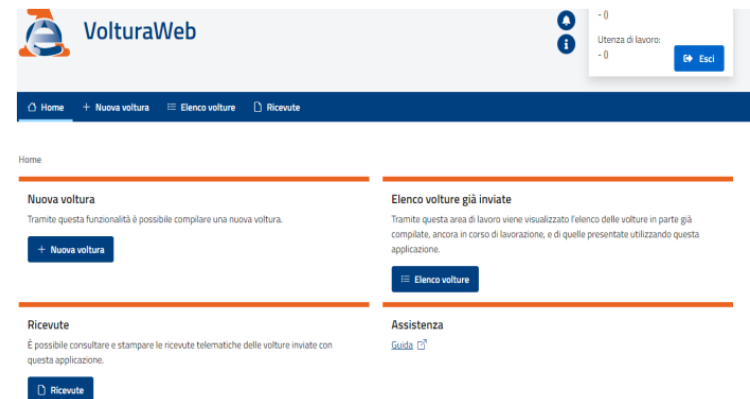 VolturaWeb
- ()
Utenza di lavoro:
- ()
Esci
Home
Nuova voltura
Elenco volture
Ricevute
Home
Nuova voltura
Tramite questa funzionalità è possibile compilare una nuova voltura.
Nuova voltura
Elenco volture già inviate
Tramite questa area di lavoro viene visualizzato l'elenco delle volture in parte già
compilate, ancora in corso di lavorazione, e di quelle presentate utilizzando questa
applicazione.
Elenco volture
Ricevute
È possibile consultare e stampare le ricevute telematiche delle volture inviate con
questa applicazione.
Ricevute
Assistenza
Guida